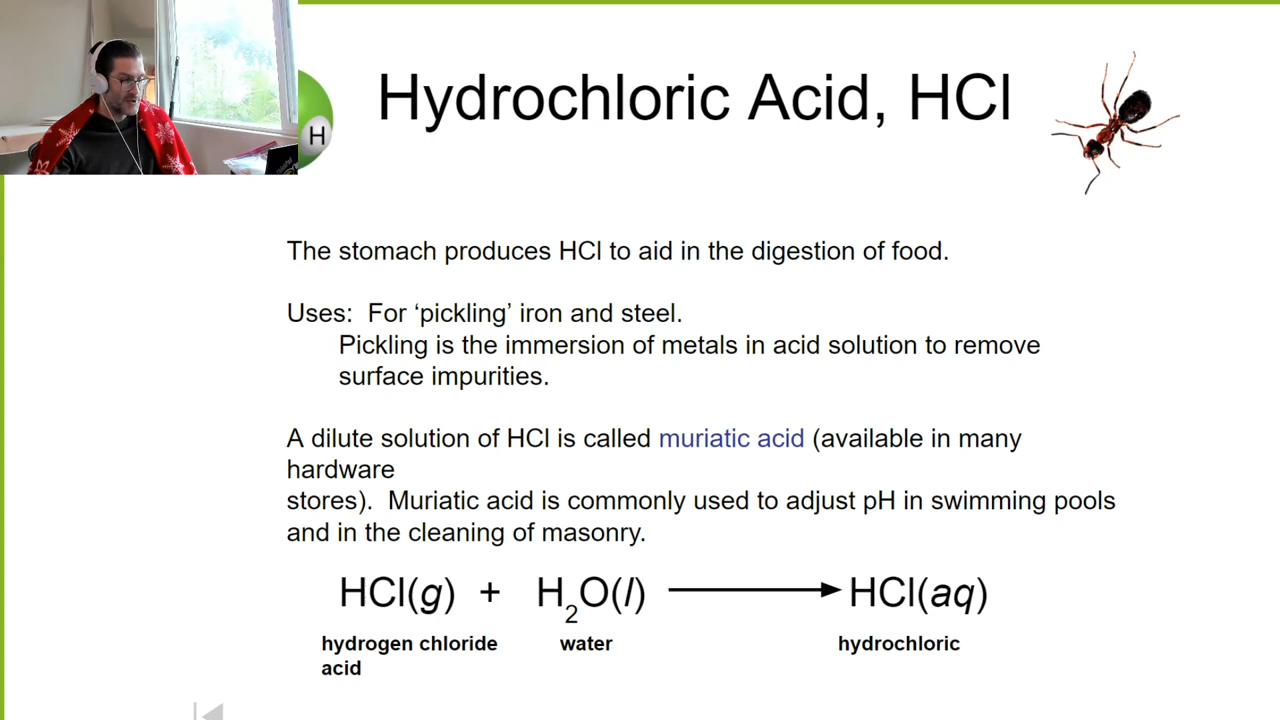 Hydrochloric Acid, HCl
H
The stomach produces HCl to aid in the digestion of food.
Uses: For ‘pickling’ iron and steel.
Pickling is the immersion of metals in acid solution to remove
surface impurities.
A dilute solution of HCl is called muriatic acid (available in many
hardware
stores). Muriatic acid is commonly used to adjust pH in swimming pools
and in the cleaning of masonry.
HCl(g) + H2O(l) HCl(aq)
hydrogen chloride water hydrochloric
acid